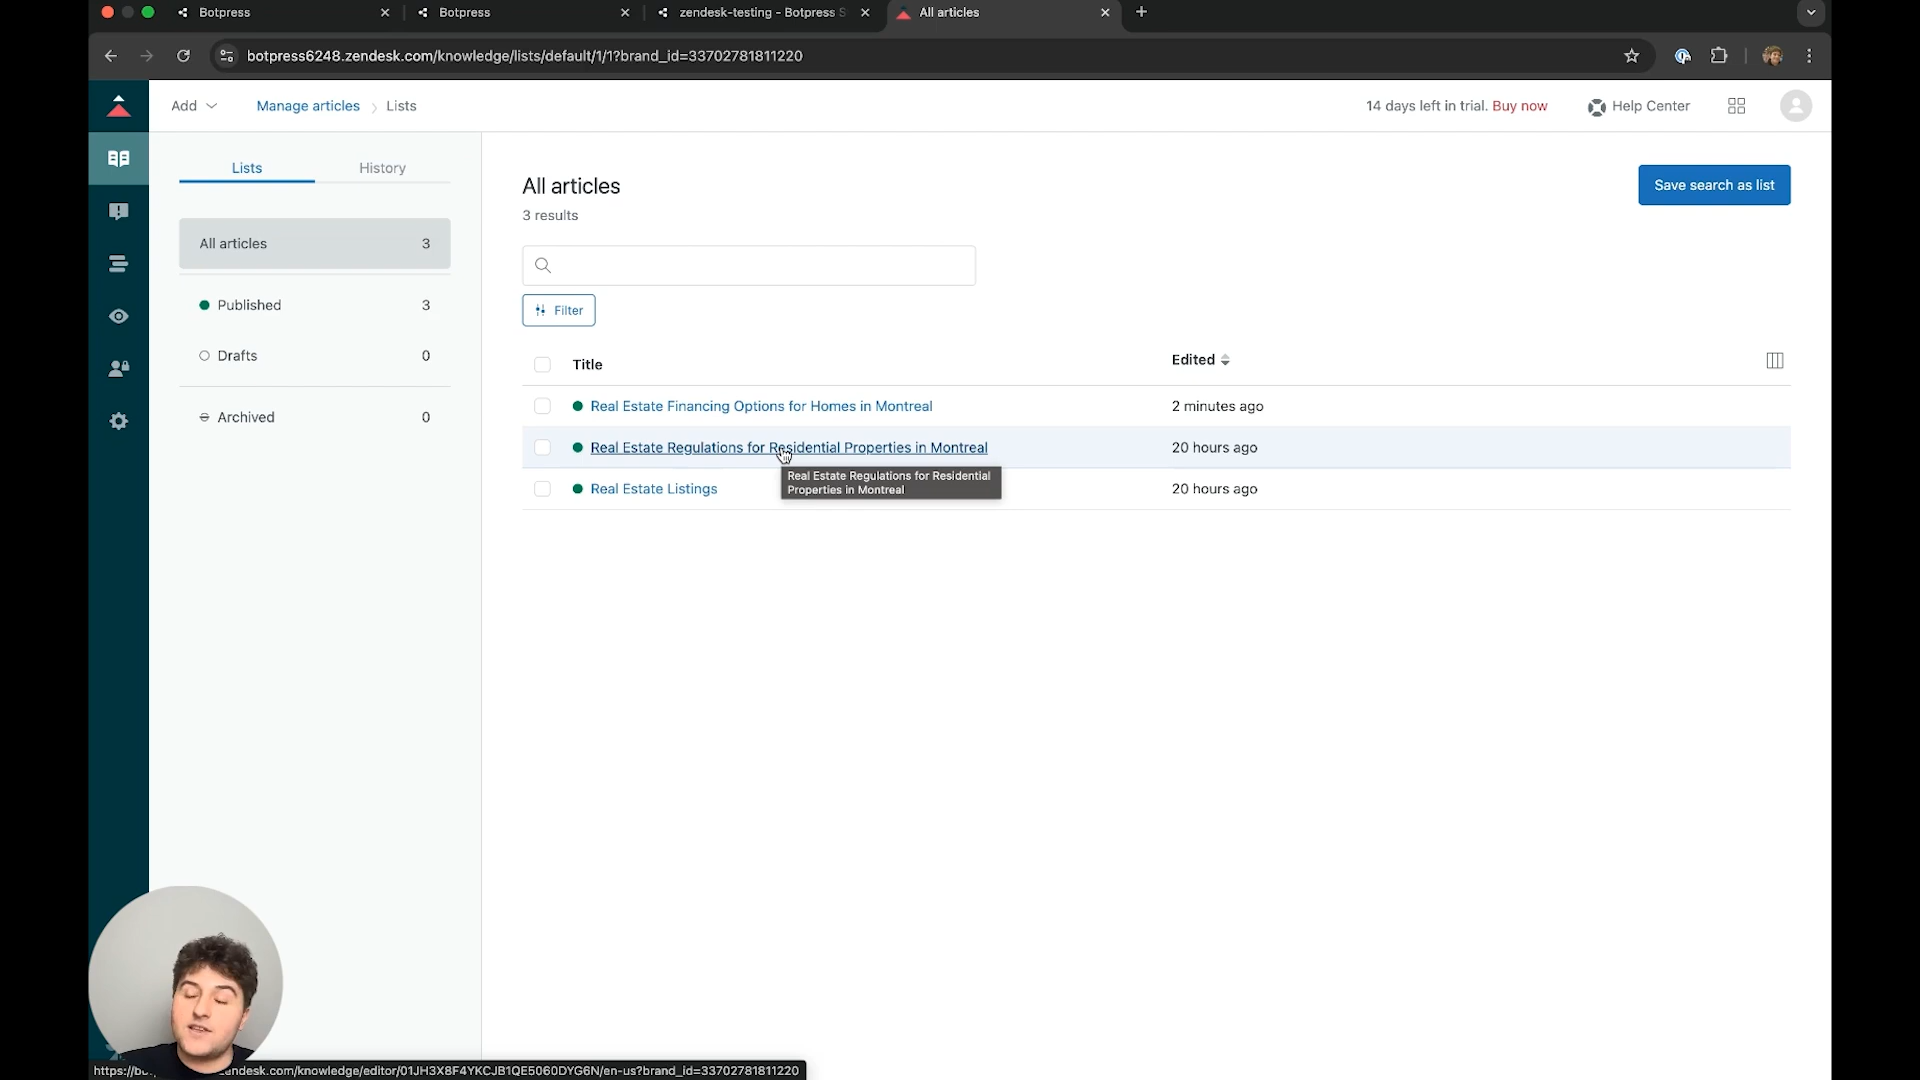 Botpress
Botpress
zendesk-testing - Botpress S
All articles
botpress6248.zendesk.com/knowledge/lists/default/1/1?brand_id=33702781811220
Add
Manage articles
Lists
14 days left in trial. Buy now
Help Center
Lists
History
All articles 3
Published 3
Drafts 0
Archived 0
All articles
3 results
Save search as list
Filter
Title
Edited
Real Estate Financing Options for Homes in Montreal
2 minutes ago
Real Estate Regulations for Residential Properties in Montreal
20 hours ago
Real Estate Regulations for Residential
Properties in Montreal
Real Estate Listings
20 hours ago
https://bo
endesk.com/knowledge/editor/01JH3X8F4YKCJB1QE5060DYG6N/en-us?brand_id=33702781811220